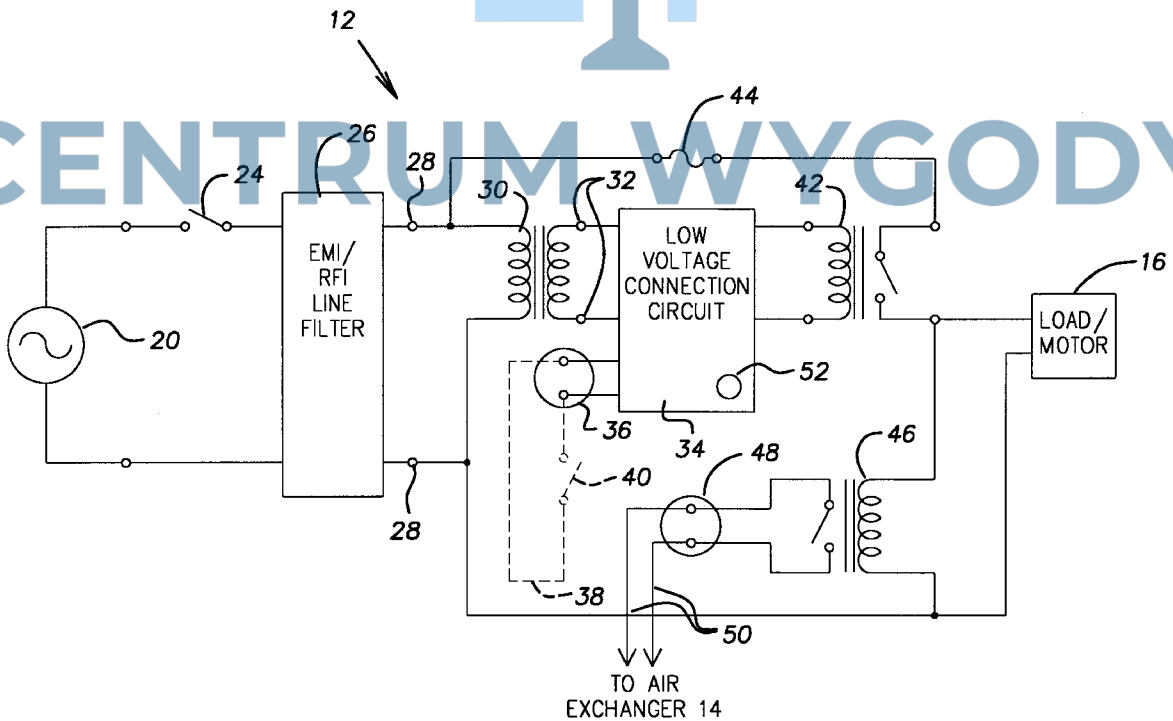 12
44
CENTRUM WYGODY
26
24
28
30
32
42
EMI/
RFI
LINE
FILTER
LOW
VOLTAGE
CONNECTION
CIRCUIT
16
LOAD/
MOTOR
20
52
36
34
46
48
40
28
38
50
TO AIR
EXCHANGER 14